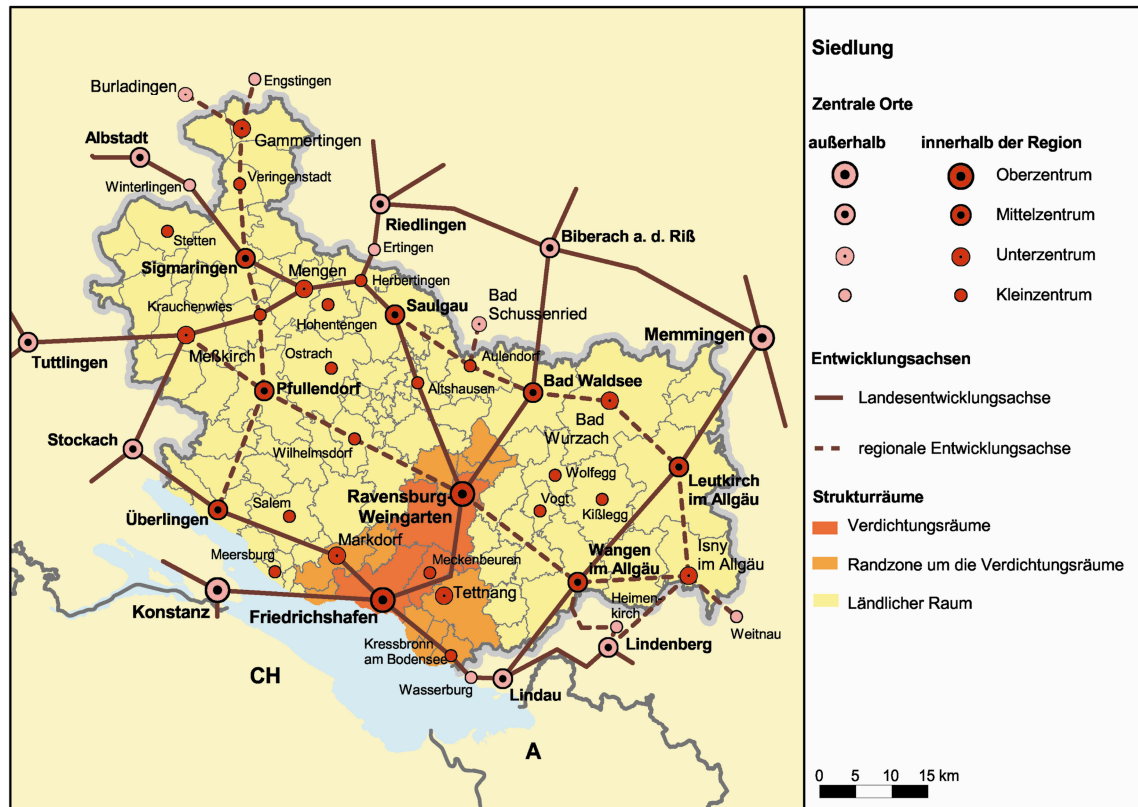 Engstingen
Burladingen
Albstadt
Gammertingen
Winterlingen
Veringenstadt
Riedlingen
Stetten
Biberach a. d. Riß
Ertingen
Sigmaringen
Mengen
Herbertingen
Krauchenwies
Hohentengen
Saulgau
Bad
Schussenried
Memmingen
Tuttlingen
Meßkirch
Ostrach
Aulendorf
Pfullendorf
Altshausen
Bad Waldsee
Bad
Wurzach
Stockach
Wilhelmsdorf
Wolfegg
Leutkirch
im Allgäu
Ravensburg-
Weingarten
Vogt
Kißlegg
Salem
Überlingen
Markdorf
Meersburg
Meckenbeuren
Wangen
im Allgäu
Isny
im Allgäu
Konstanz
Friedrichshafen
Tettnang
Heimen-
kirch
Weitnau
Kressbronn
am Bodensee
Lindenberg
CH
Wasserburg
Lindau
A
Siedlung
Zentrale Orte
außerhalb
innerhalb der Region
Oberzentrum
Mittelzentrum
Unterzentrum
Kleinzentrum
Entwicklungsachsen
Landesentwicklungsachse
regionale Entwicklungsachse
Strukturräume
Verdichtungsräume
Randzone um die Verdichtungsräume
Ländlicher Raum
0 5 10 15 km